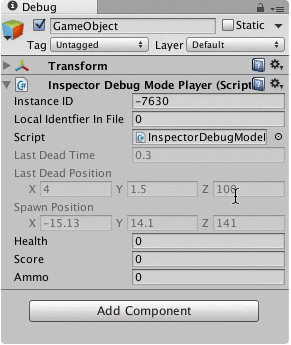 Debug
GameObject Static
Tag Untagged Layer Default
Transform
Inspector Debug Mode Player (Script
Instance ID -7630
Local Identfier In File 0
Script InspectorDebugModel
Last Dead Time 0.3
Last Dead Position
X 4 Y 1.5 Z 100
Spawn Position
X -15.13 Y 14.1 Z 141
Health 0
Score 0
Ammo 0
Add Component